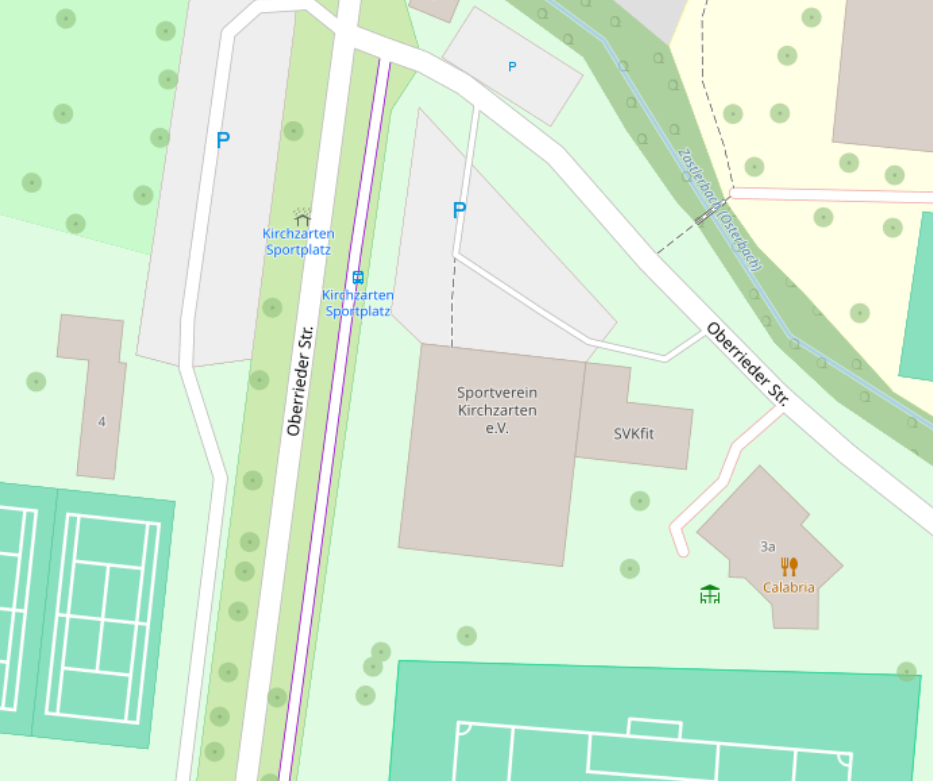 P
P
Zastlerbach (Osterbach)
P
Kirchzarten
Sportplatz
Kirchzarten
Sportplatz
Oberrieder Str.
Oberrieder Str.
Sportverein
Kirchzarten
e.V.
4
SVKfit
3a
Calabria